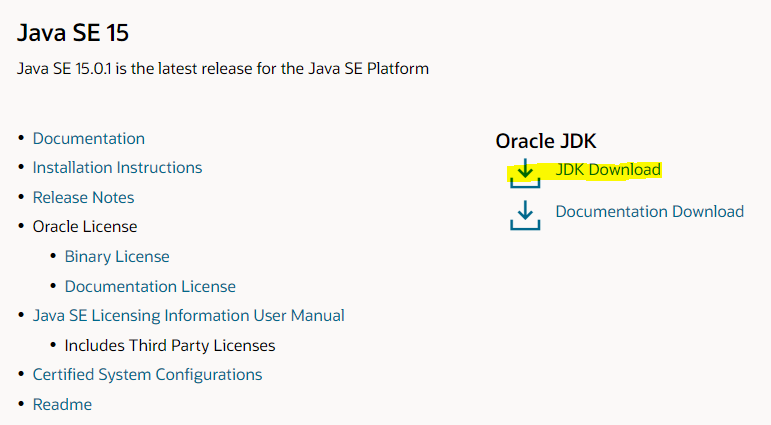 Java SE 15
Java SE 15.0.1 is the latest release for the Java SE Platform
Documentation
Installation Instructions
Release Notes
Oracle License
Binary License
Documentation License
Java SE Licensing Information User Manual
Includes Third Party Licenses
Certified System Configurations
Readme
Oracle JDK
JDK Download
Documentation Download